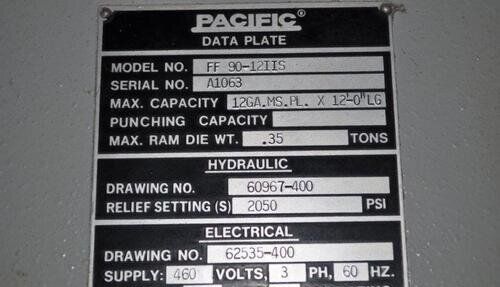 PACIFIC®
DATA PLATE
MODEL NO. FF 90-12IIS
SERIAL NO. A1063
MAX. CAPACITY 12GA.MS.PL. X 12'-0" LG
PUNCHING CAPACITY
MAX. RAM DIE WT. .35 TONS
HYDRAULIC
DRAWING NO. 60967-400
RELIEF SETTING (S) 2050 PSI
ELECTRICAL
DRAWING NO. 62535-400
SUPPLY: 460 VOLTS, 3 PH, 60 HZ.